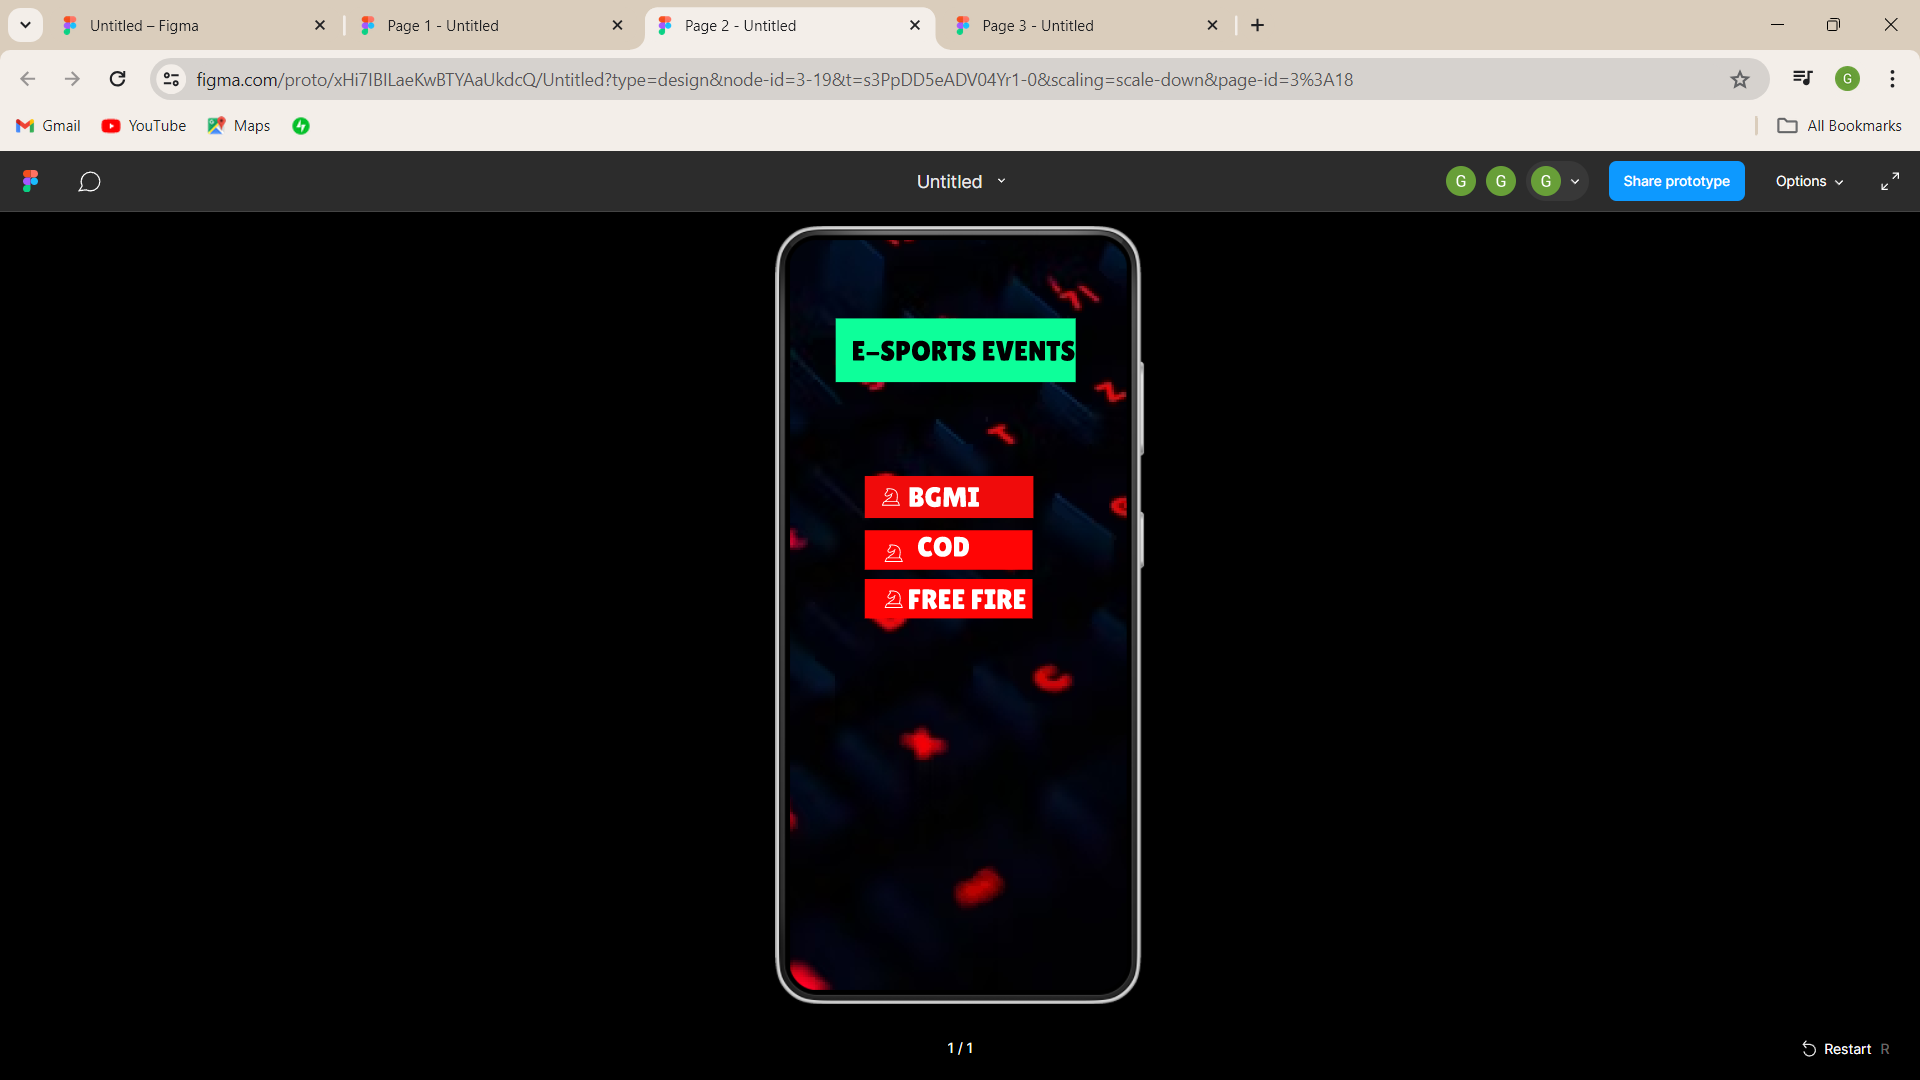 Untitled – Figma
Page 1 - Untitled
Page 2 - Untitled
Page 3 - Untitled
figma.com/proto/xHi7IBILaeKwBTYAaUkdcQ/Untitled?type=design&node-id=3-19&t=s3PpDD5eADV04Yr1-0&scaling=scale-down&page-id=3%3A18
G
Gmail
YouTube
Maps
All Bookmarks
Untitled
G
G
G
Share prototype
Options
E-SPORTS EVENTS
BGMI
COD
FREE FIRE
1 / 1
Restart R